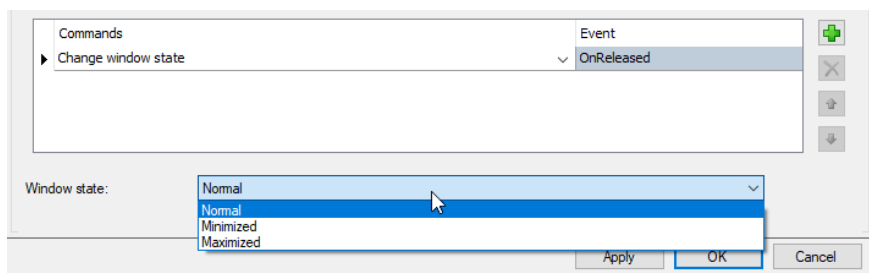 Commands Event
Change window state OnReleased
Window state: Normal
Normal
Minimized
Maximized
Apply OK Cancel